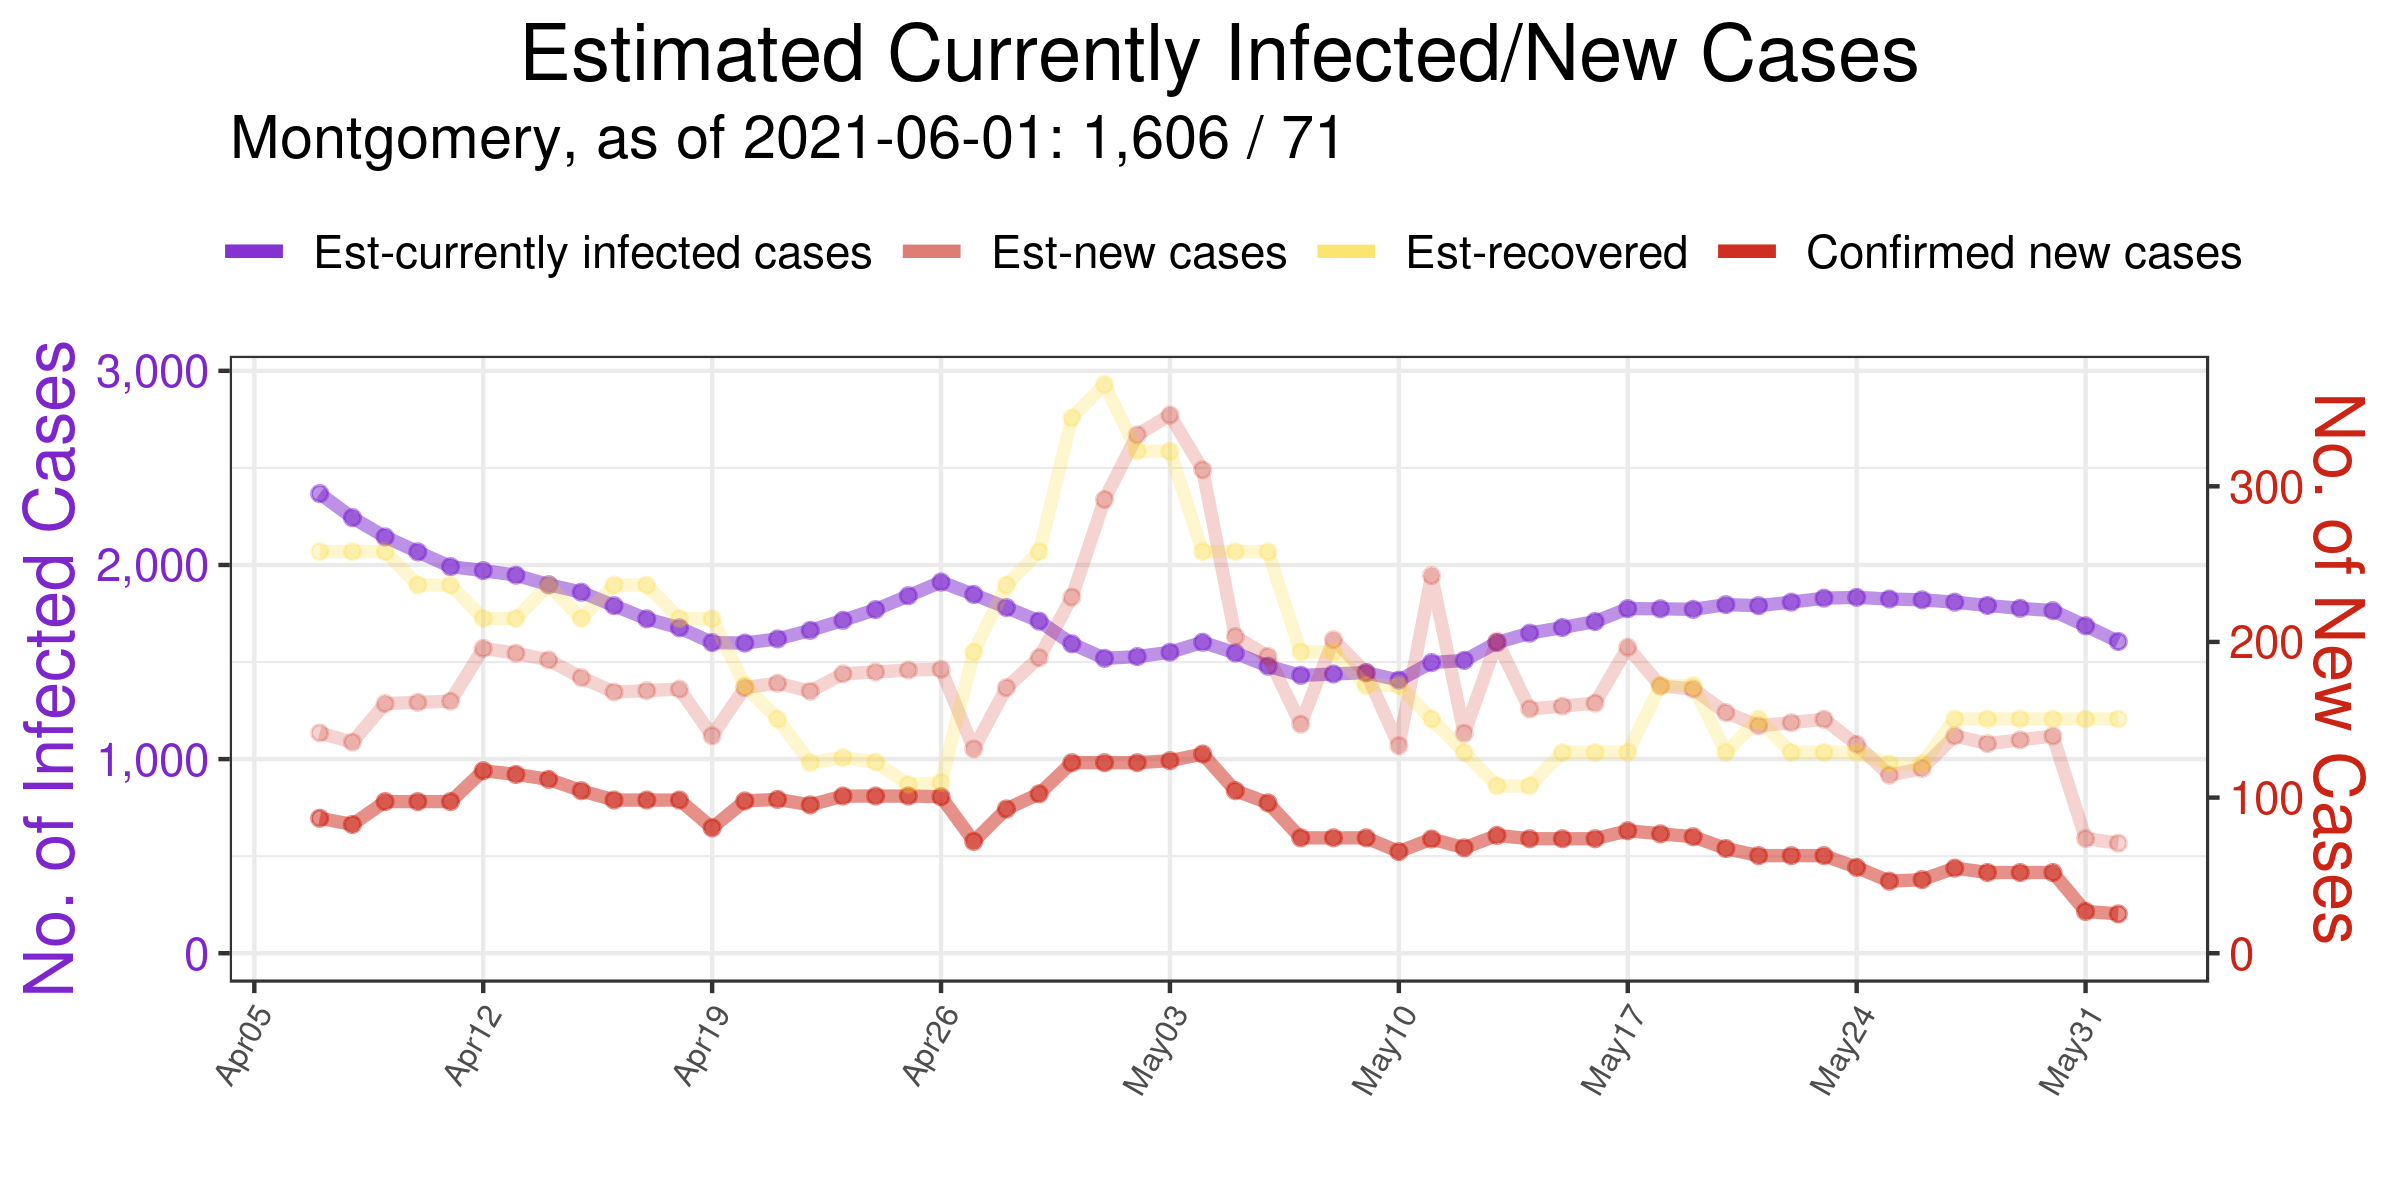 Estimated Currently Infected/New Cases
Montgomery, as of 2021-06-01: 1,606 / 71
Est-currently infected cases Est-new cases Est-recovered Confirmed new cases
No. of Infected Cases
3,000
2,000
1,000
0
No. of New Cases
300
200
100
0
Apr05 Apr12 Apr19 Apr26 May03 May10 May17 May24 May31